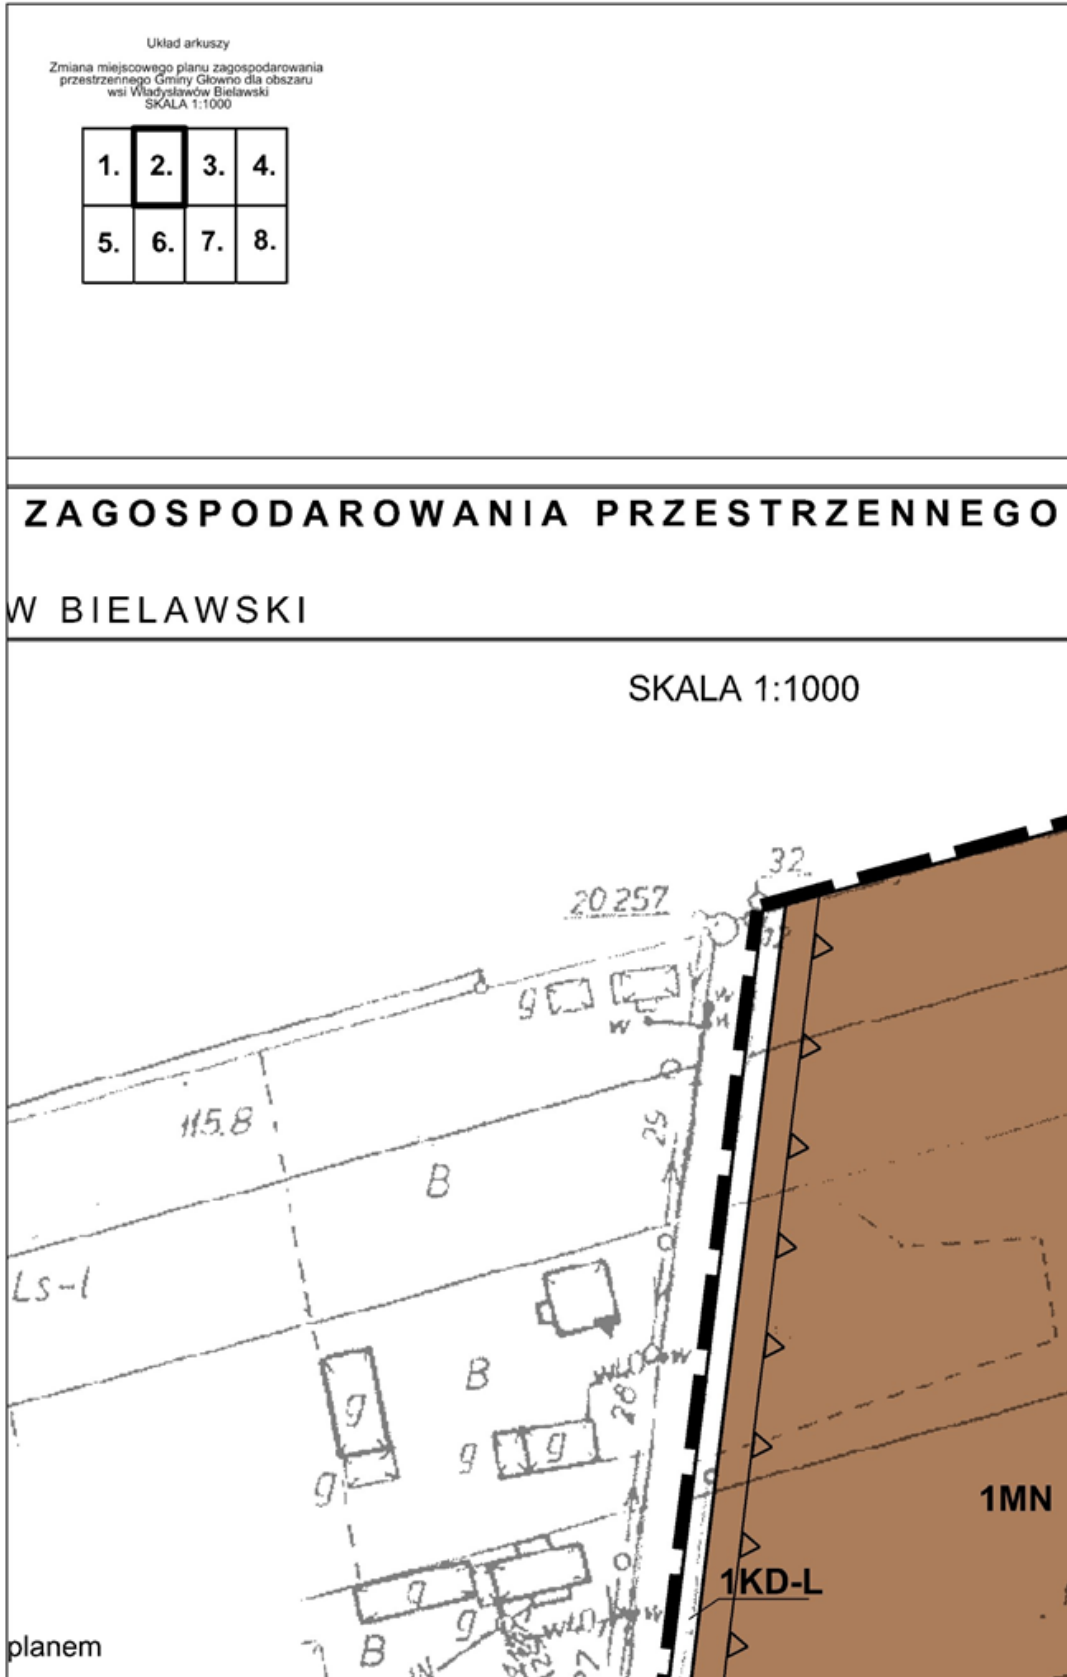 Układ arkuszy
Zmiana miejscowego planu zagospodarowania
przestrzennego Gminy Głowno dla obszaru
wsi Władysławów Bielawski
SKALA 1:1000
1. 2. 3. 4.
5. 6. 7. 8.
ZAGOSPODAROWANIA PRZESTRZENNEGO
W BIELAWSKI
SKALA 1:1000
32
20 257
g
w
w
115.8
29
B
Ls-I
B
w
28
g
g
g
g
1MN
1KD-L
g
g
w
planem
B